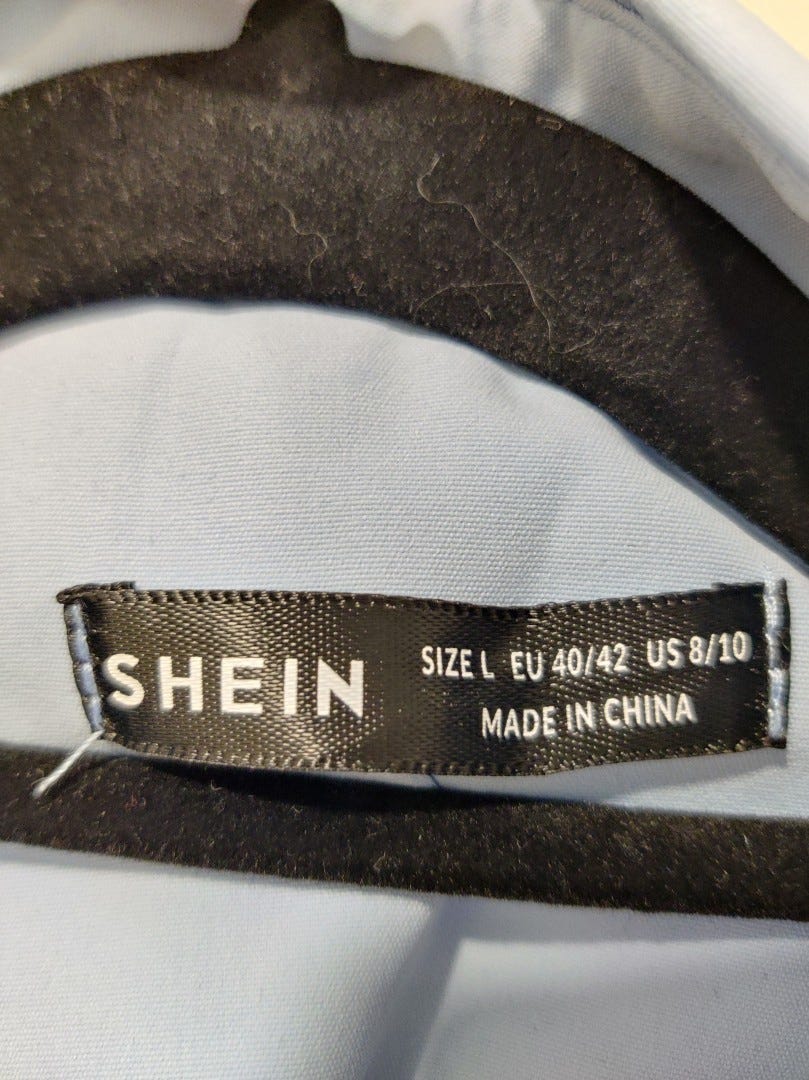 SHEIN
SIZE L EU 40/42 US 8/10
MADE IN CHINA